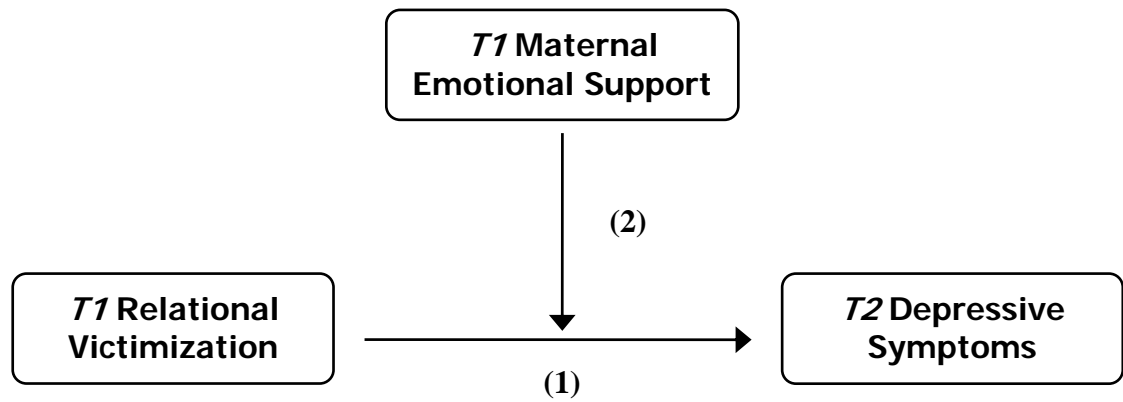 T1 Maternal
Emotional Support
(2)
T1 Relational
Victimization
T2 Depressive
Symptoms
(1)